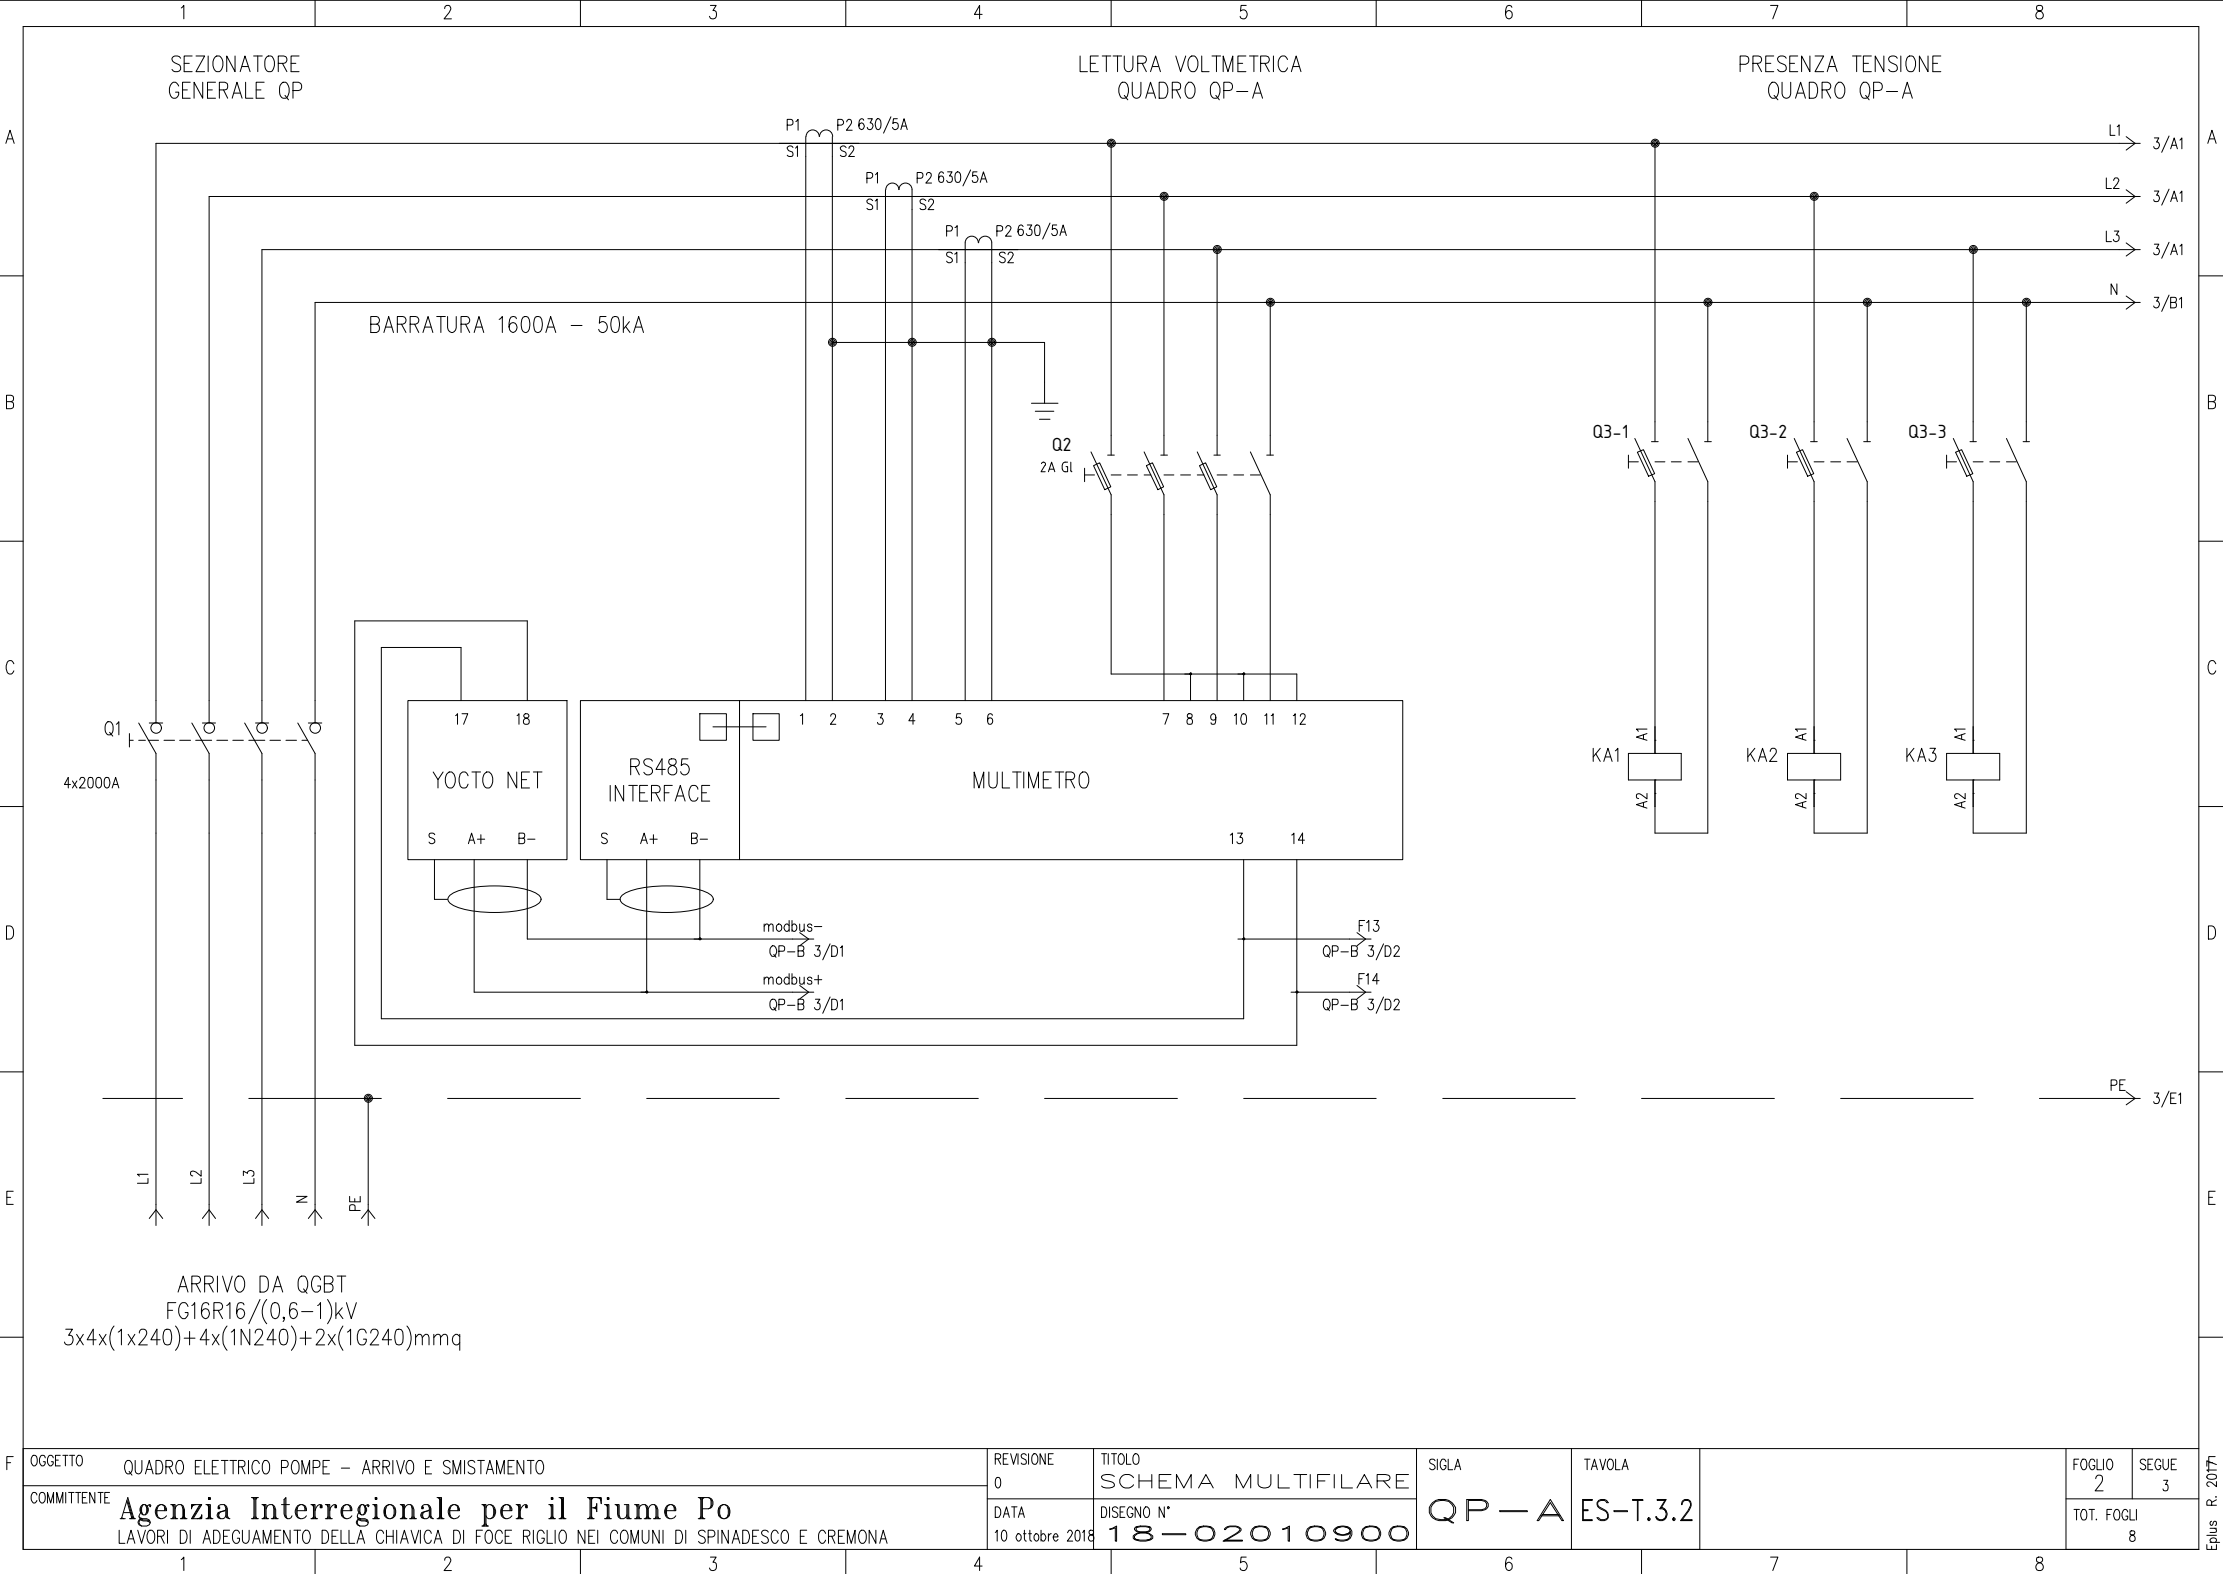 1 2 3 4 5 6 7 8
SEZIONATORE
GENERALE QP
LETTURA VOLTMETRICA
QUADRO QP-A
PRESENZA TENSIONE
QUADRO QP-A
A
P1 P2 630/5A
S1 S2
L1 3/A1
A
P1 P2 630/5A
S1 S2
L2 3/A1
P1 P2 630/5A
S1 S2
L3 3/A1
N 3/B1
BARRATURA 1600A - 50kA
B B
Q2
2A Gl
Q3-1 Q3-2 Q3-3
C C
17 18
1 2 3 4 5 6 7 8 9 10 11 12
Q1
4x2000A
YOCTO NET
RS485
INTERFACE
MULTIMETRO
A1 A1 A1
KA1 KA2 KA3
A2 A2 A2
S A+ B-
S A+ B-
13 14
D D
modbus-
QP-B 3/D1
F13
QP-B 3/D2
modbus+
QP-B 3/D1
F14
QP-B 3/D2
PE 3/E1
L1 L2 L3 N PE
E E
ARRIVO DA QGBT
FG16R16/(0,6-1)kV
3x4x(1x240)+4x(1N240)+2x(1G240)mmq
F
OGGETTO QUADRO ELETTRICO POMPE - ARRIVO E SMISTAMENTO
COMMITTENTE Agenzia Interregionale per il Fiume Po
LAVORI DI ADEGUAMENTO DELLA CHIAVICA DI FOCE RIGLIO NEI COMUNI DI SPINADESCO E CREMONA
REVISIONE
0
DATA
10 ottobre 2018
TITOLO
SCHEMA MULTIFILARE
DISEGNO N°
18-02010900
SIGLA
QP-A
TAVOLA
ES-T.3.2
FOGLIO
2
SEGUE
3
TOT. FOGLI
8
Eplus R. 2017
1 2 3 4 5 6 7 8